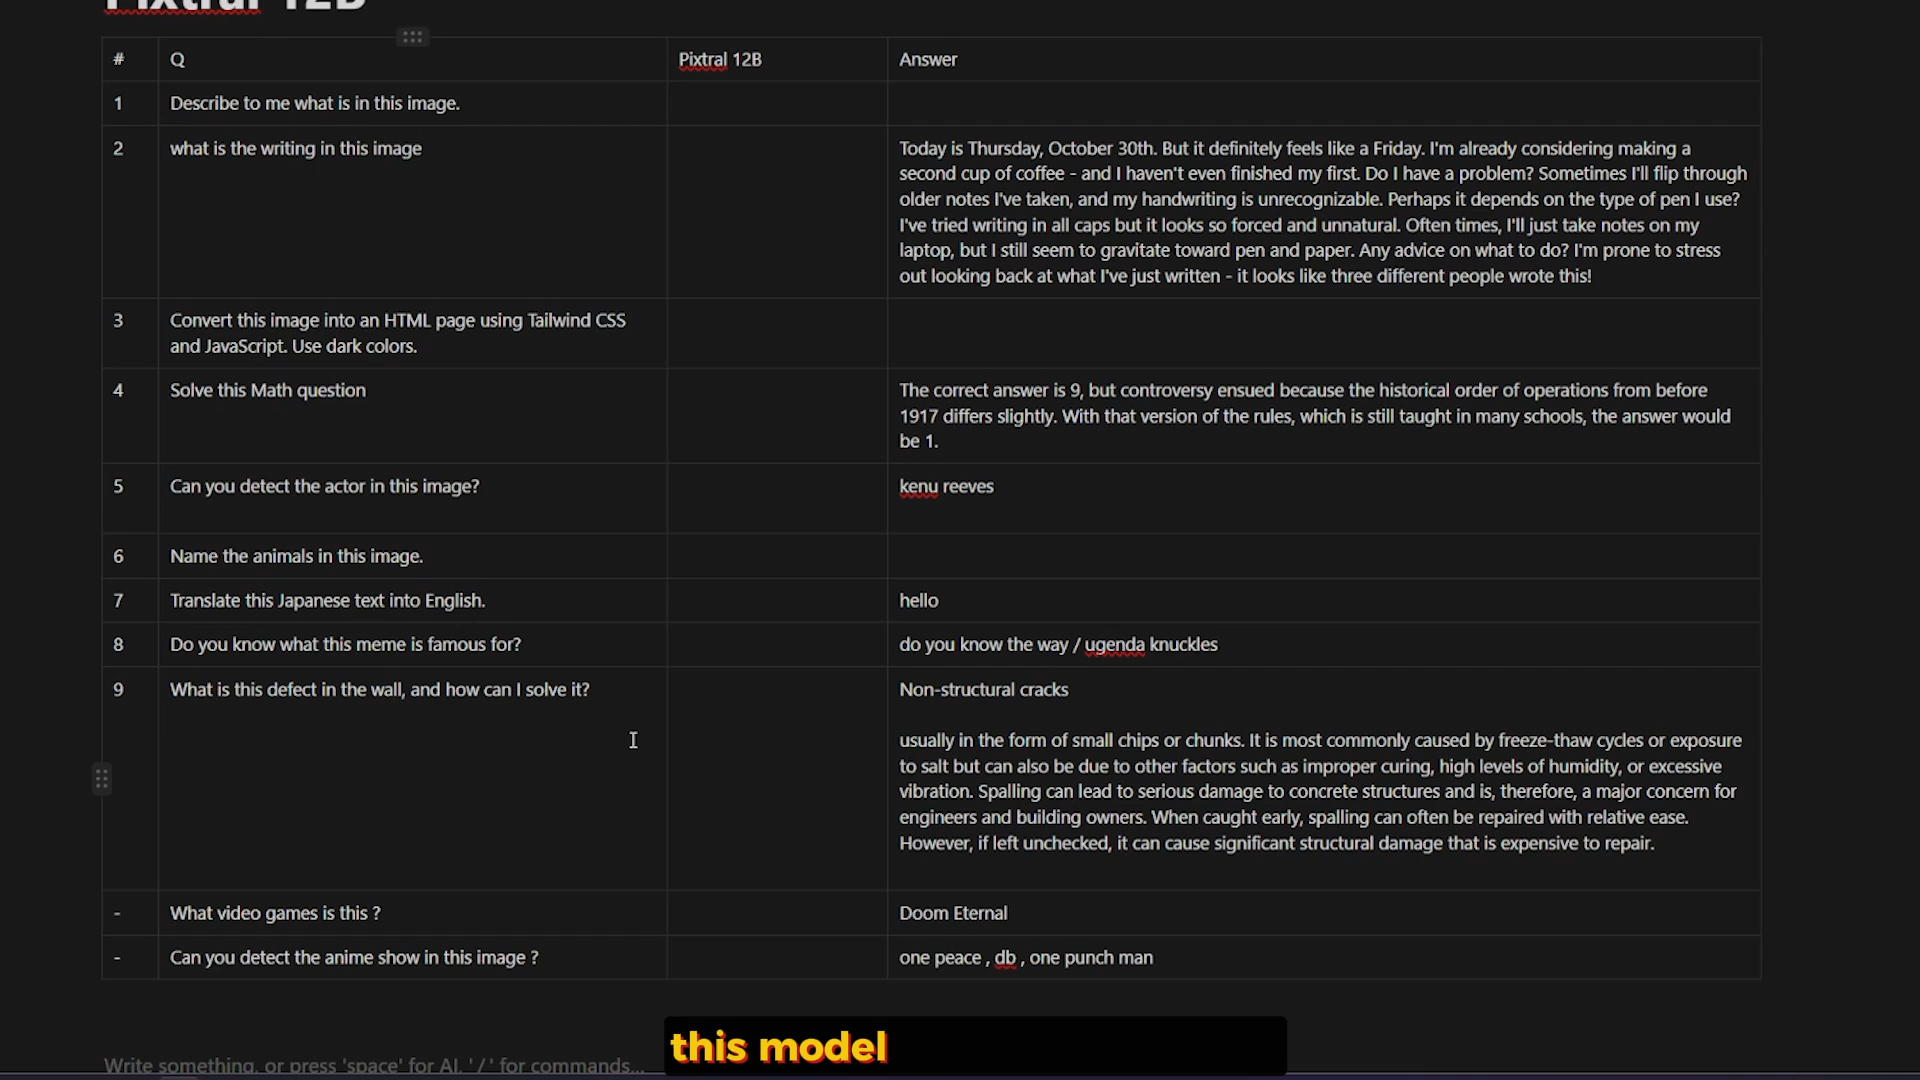 Pixtral 12B
# Q Pixtral 12B Answer
1 Describe to me what is in this image.
2 what is the writing in this image
Today is Thursday, October 30th. But it definitely feels like a Friday. I'm already considering making a
second cup of coffee - and I haven't even finished my first. Do I have a problem? Sometimes I'll flip through
older notes I've taken, and my handwriting is unrecognizable. Perhaps it depends on the type of pen I use?
I've tried writing in all caps but it looks so forced and unnatural. Often times, I'll just take notes on my
laptop, but I still seem to gravitate toward pen and paper. Any advice on what to do? I'm prone to stress
out looking back at what I've just written - it looks like three different people wrote this!
3 Convert this image into an HTML page using Tailwind CSS
and JavaScript. Use dark colors.
4 Solve this Math question
The correct answer is 9, but controversy ensued because the historical order of operations from before
1917 differs slightly. With that version of the rules, which is still taught in many schools, the answer would
be 1.
5 Can you detect the actor in this image? kenu reeves
6 Name the animals in this image.
7 Translate this Japanese text into English. hello
8 Do you know what this meme is famous for? do you know the way / ugenda knuckles
9 What is this defect in the wall, and how can I solve it? Non-structural cracks
usually in the form of small chips or chunks. It is most commonly caused by freeze-thaw cycles or exposure
to salt but can also be due to other factors such as improper curing, high levels of humidity, or excessive
vibration. Spalling can lead to serious damage to concrete structures and is, therefore, a major concern for
engineers and building owners. When caught early, spalling can often be repaired with relative ease.
However, if left unchecked, it can cause significant structural damage that is expensive to repair.
- What video games is this ? Doom Eternal
- Can you detect the anime show in this image ? one peace , db , one punch man
this model
Write something, or press 'space' for AI, '/' for commands...